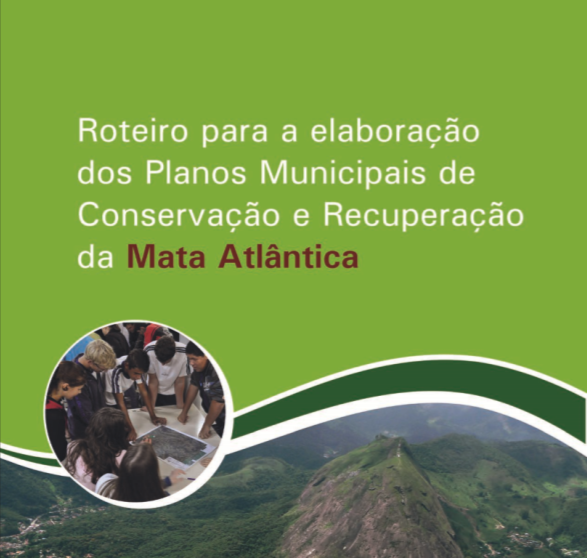 Roteiro para a elaboração
dos Planos Municipais de
Conservação e Recuperação
da Mata Atlântica